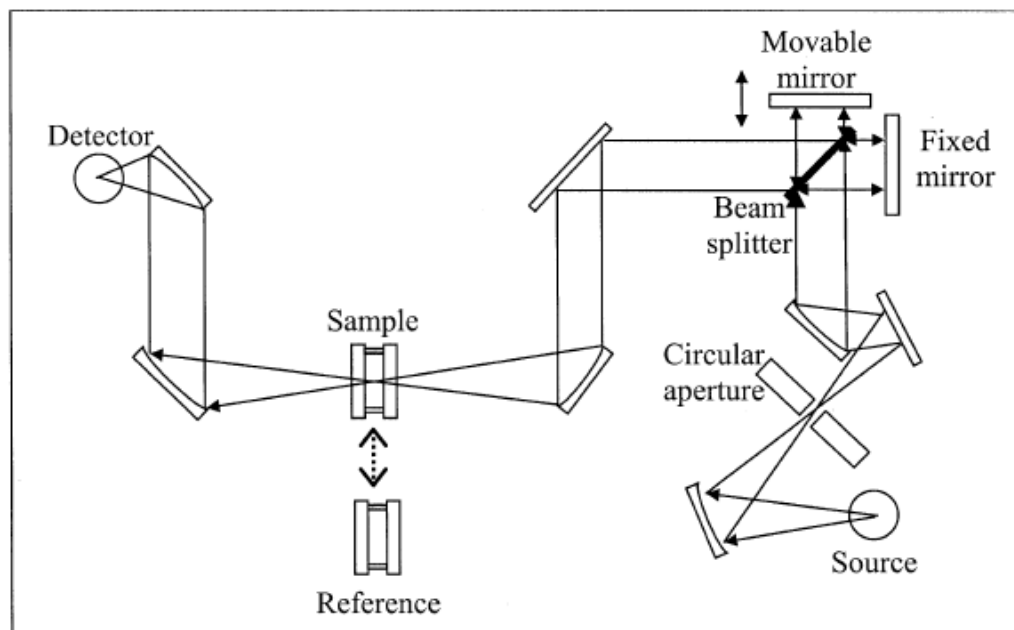 Movable
mirror
Detector
Fixed
mirror
Beam
splitter
Sample
Circular
aperture
Source
Reference